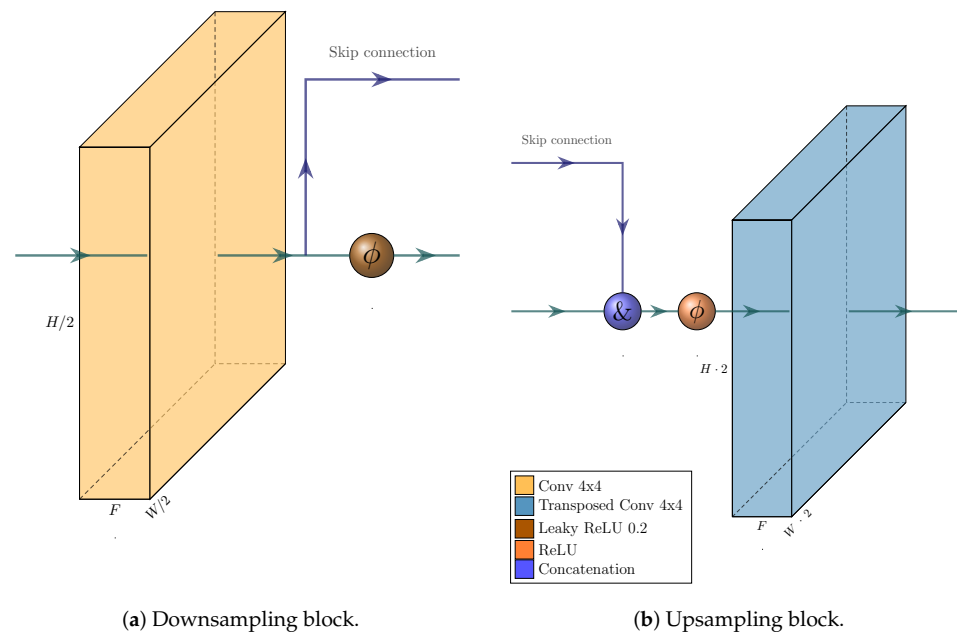 Skip connection
ϕ
H/2
F
W/2
(a) Downsampling block.
Skip connection
&
ϕ
H · 2
F
W · 2
Conv 4x4
Transposed Conv 4x4
Leaky ReLU 0.2
ReLU
Concatenation
(b) Upsampling block.